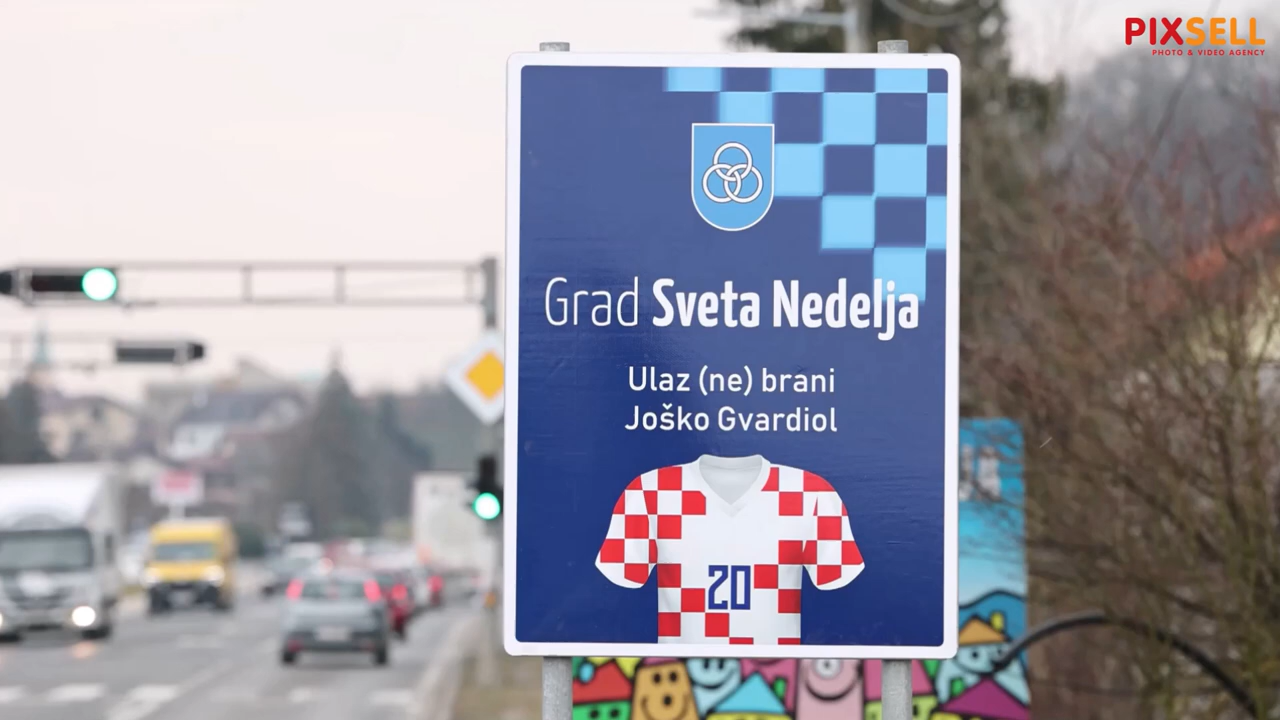 PIXSELL
PHOTO & VIDEO AGENCY
Grad Sveta Nedelja
Ulaz (ne) brani
Joško Gvardiol
20